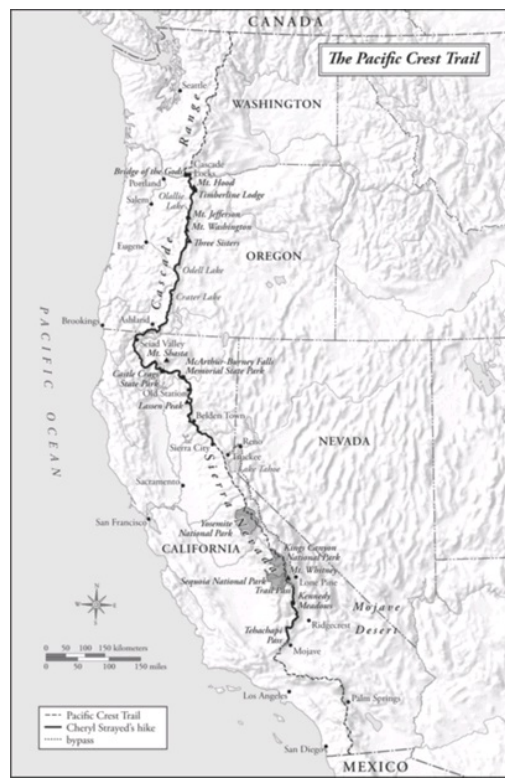 CANADA
The Pacific Crest Trail
Seattle
WASHINGTON
Cascade Range
Bridge of the Gods
Cascade
Locks
Portland
Mt. Hood
Timberline Lodge
Olallie
Lake
Salem
Mt. Jefferson
Mt. Washington
Three Sisters
Eugene
OREGON
Odell Lake
Crater Lake
Brookings
Ashland
Seiad Valley
Mt. Shasta
McArthur-Burney Falls
Memorial State Park
Castle Crags
State Park
Old Station
Lassen Peak
Belden Town
PACIFIC OCEAN
Sierra City
Reno
Truckee
Lake Tahoe
NEVADA
Sierra Nevada
Sacramento
San Francisco
Yosemite
National Park
CALIFORNIA
Kings Canyon
National Park
Mt. Whitney
Sequoia National Park
Lone Pine
Trail Pass
Kennedy
Meadows
Mojave
Desert
Ridgecrest
Tehachapi
Pass
Mojave
0 50 100 150 kilometers
0 50 100 150 miles
Los Angeles
Palm Springs
Pacific Crest Trail
Cheryl Strayed's hike
bypass
San Diego
MEXICO